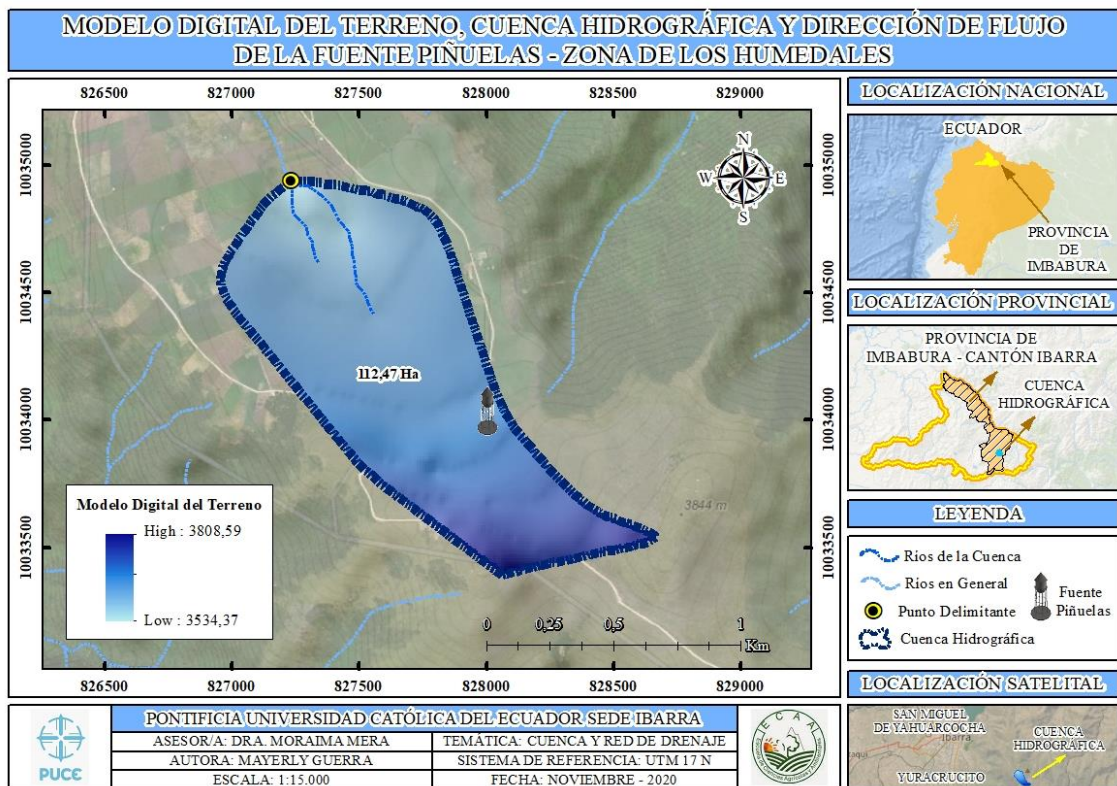 MODELO DIGITAL DEL TERRENO, CUENCA HIDROGRÁFICA Y DIRECCIÓN DE FLUJO
DE LA FUENTE PIÑUELAS - ZONA DE LOS HUMEDALES
826500 827000 827500 828000 828500 829000
10035000
10034500
10034000
10033500
N
W E
S
112,47 Ha
3844 m
Modelo Digital del Terreno
High : 3808,59
Low : 3534,37
0 0,25 0,5 1
Km
10035000
10034500
10034000
10033500
826500 827000 827500 828000 828500 829000
LOCALIZACIÓN NACIONAL
ECUADOR
PROVINCIA
DE
IMBABURA
LOCALIZACIÓN PROVINCIAL
PROVINCIA DE
IMBABURA - CANTÓN IBARRA
CUENCA
HIDROGRÁFICA
LEYENDA
Ríos de la Cuenca
Ríos en General
Punto Delimitante
Cuenca Hidrográfica
Fuente
Piñuelas
LOCALIZACIÓN SATELITAL
SAN MIGUEL
DE YAHUARCOCHA
Ibarra
CUENCA
HIDROGRÁFICA
YURACRUCITO
PUCE
PONTIFICIA UNIVERSIDAD CATÓLICA DEL ECUADOR SEDE IBARRA
ASESOR/A: DRA. MORAIMA MERA
TEMÁTICA: CUENCA Y RED DE DRENAJE
AUTORA: MAYERLY GUERRA
SISTEMA DE REFERENCIA: UTM 17 N
ESCALA: 1:15.000
FECHA: NOVIEMBRE - 2020
ECAA